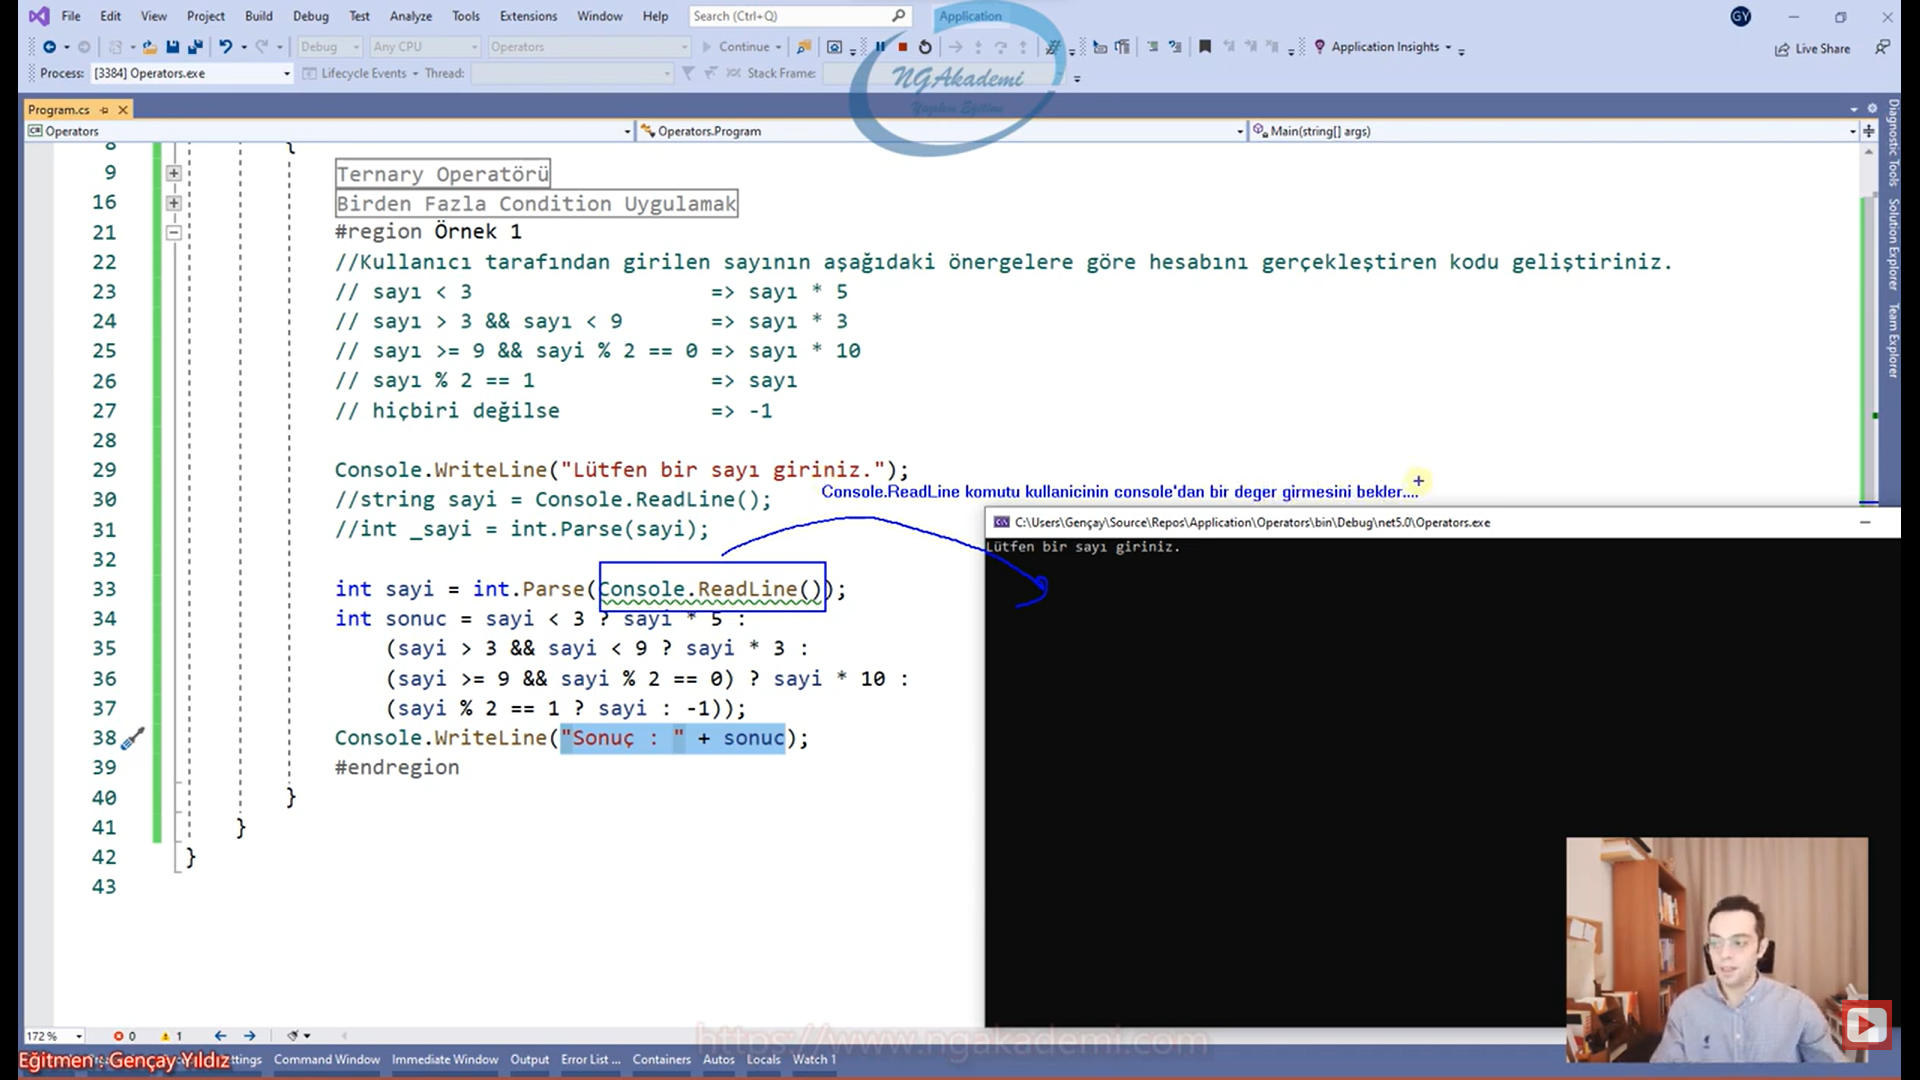 File Edit View Project Build Debug Test Analyze Tools Extensions Window Help Search (Ctrl+Q) Application GY
Debug Any CPU Operators Continue Application Insights Live Share
Process: [3384] Operators.exe Lifecycle Events Thread: Stack Frame:
NGAkademi
Yazılım Eğitimi
Program.cs
Operators Operators.Program Main(string[] args)
8 {
9 Ternary Operatörü
16 Birden Fazla Condition Uygulamak
21 #region Örnek 1
22 //Kullanıcı tarafından girilen sayının aşağıdaki önergelere göre hesabını gerçekleştiren kodu geliştiriniz.
23 // sayı < 3 => sayı * 5
24 // sayı > 3 && sayı < 9 => sayı * 3
25 // sayı >= 9 && sayi % 2 == 0 => sayı * 10
26 // sayı % 2 == 1 => sayı
27 // hiçbiri değilse => -1
28
29 Console.WriteLine("Lütfen bir sayı giriniz.");
30 //string sayi = Console.ReadLine();
31 //int _sayi = int.Parse(sayi);
32
33 int sayi = int.Parse(Console.ReadLine());
34 int sonuc = sayi < 3 ? sayi * 5 :
35 (sayi > 3 && sayi < 9 ? sayi * 3 :
36 (sayi >= 9 && sayi % 2 == 0) ? sayi * 10 :
37 (sayi % 2 == 1 ? sayi : -1));
38 Console.WriteLine("Sonuç : " + sonuc);
39 #endregion
40 }
41 }
42 }
43
Console.ReadLine komutu kullanicinin console'dan bir deger girmesini bekler....
C:\Users\Gençay\Source\Repos\Application\Operators\bin\Debug\net5.0\Operators.exe
Lütfen bir sayı giriniz.
Diagnostic Tools
Solution Explorer
Team Explorer
172 % 0 1
https://www.ngakademi.com
Eğitmen : Gençay Yıldız
Command Window Immediate Window Output Error List ... Containers Autos Locals Watch 1